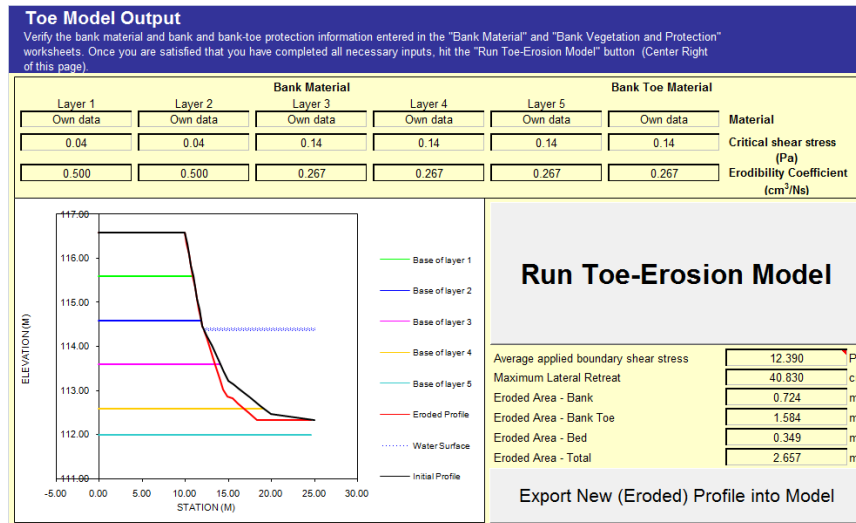 Toe Model Output
Verify the bank material and bank and bank-toe protection information entered in the "Bank Material" and "Bank Vegetation and Protection"
worksheets. Once you are satisfied that you have completed all necessary inputs, hit the "Run Toe-Erosion Model" button (Center Right
of this page).
Bank Material Bank Toe Material
Layer 1 Layer 2 Layer 3 Layer 4 Layer 5
Own data Own data Own data Own data Own data Own data Material
0.04 0.04 0.14 0.14 0.14 0.14 Critical shear stress
(Pa)
0.500 0.500 0.267 0.267 0.267 0.267 Erodibility Coefficient
(cm³/Ns)
117.00
116.00
115.00
114.00
113.00
112.00
111.00
ELEVATION (M)
-5.00 0.00 5.00 10.00 15.00 20.00 25.00 30.00
STATION (M)
Base of layer 1
Base of layer 2
Base of layer 3
Base of layer 4
Base of layer 5
Eroded Profile
Water Surface
Initial Profile
Run Toe-Erosion Model
Average applied boundary shear stress 12.390 P
Maximum Lateral Retreat 40.830 c
Eroded Area - Bank 0.724 m
Eroded Area - Bank Toe 1.584 m
Eroded Area - Bed 0.349 m
Eroded Area - Total 2.657 m
Export New (Eroded) Profile into Model